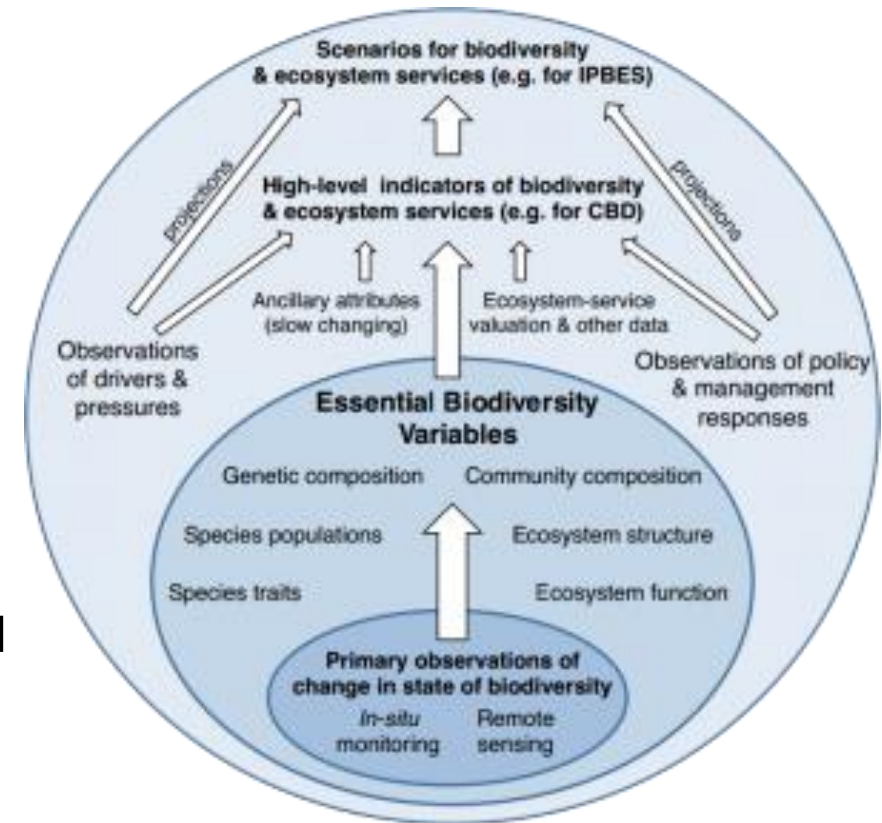 Scenarios for biodiversity
& ecosystem services (e.g. for IPBES)
projections
projections
High-level indicators of biodiversity
& ecosystem services (e.g. for CBD)
Ancillary attributes
(slow changing)
Ecosystem-service
valuation & other data
Observations
of drivers &
pressures
Observations of policy
& management
responses
Essential Biodiversity
Variables
Genetic composition
Community composition
Species populations
Ecosystem structure
Species traits
Ecosystem function
Primary observations of
change in state of biodiversity
In-situ
monitoring
Remote
sensing